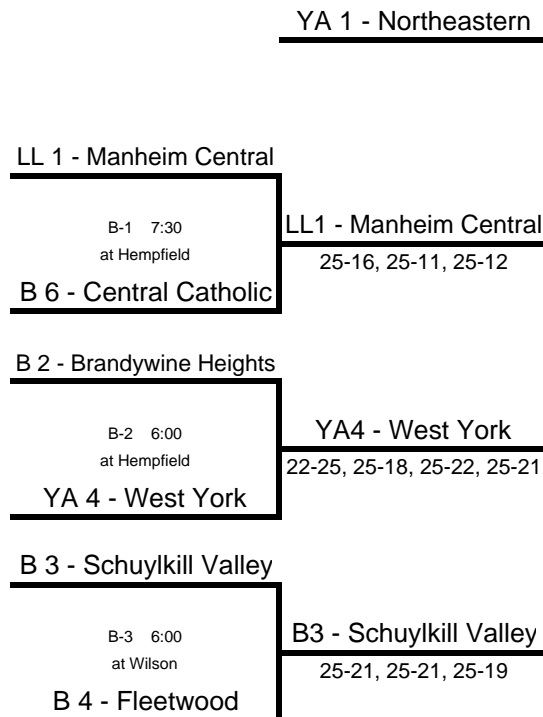 YA 1 - Northeastern
LL 1 - Manheim Central
B-1 7:30
at Hempfield
LL1 - Manheim Central
25-16, 25-11, 25-12
B 6 - Central Catholic
B 2 - Brandywine Heights
B-2 6:00
at Hempfield
YA4 - West York
22-25, 25-18, 25-22, 25-21
YA 4 - West York
B 3 - Schuylkill Valley
B-3 6:00
at Wilson
B3 - Schuylkill Valley
25-21, 25-21, 25-19
B 4 - Fleetwood